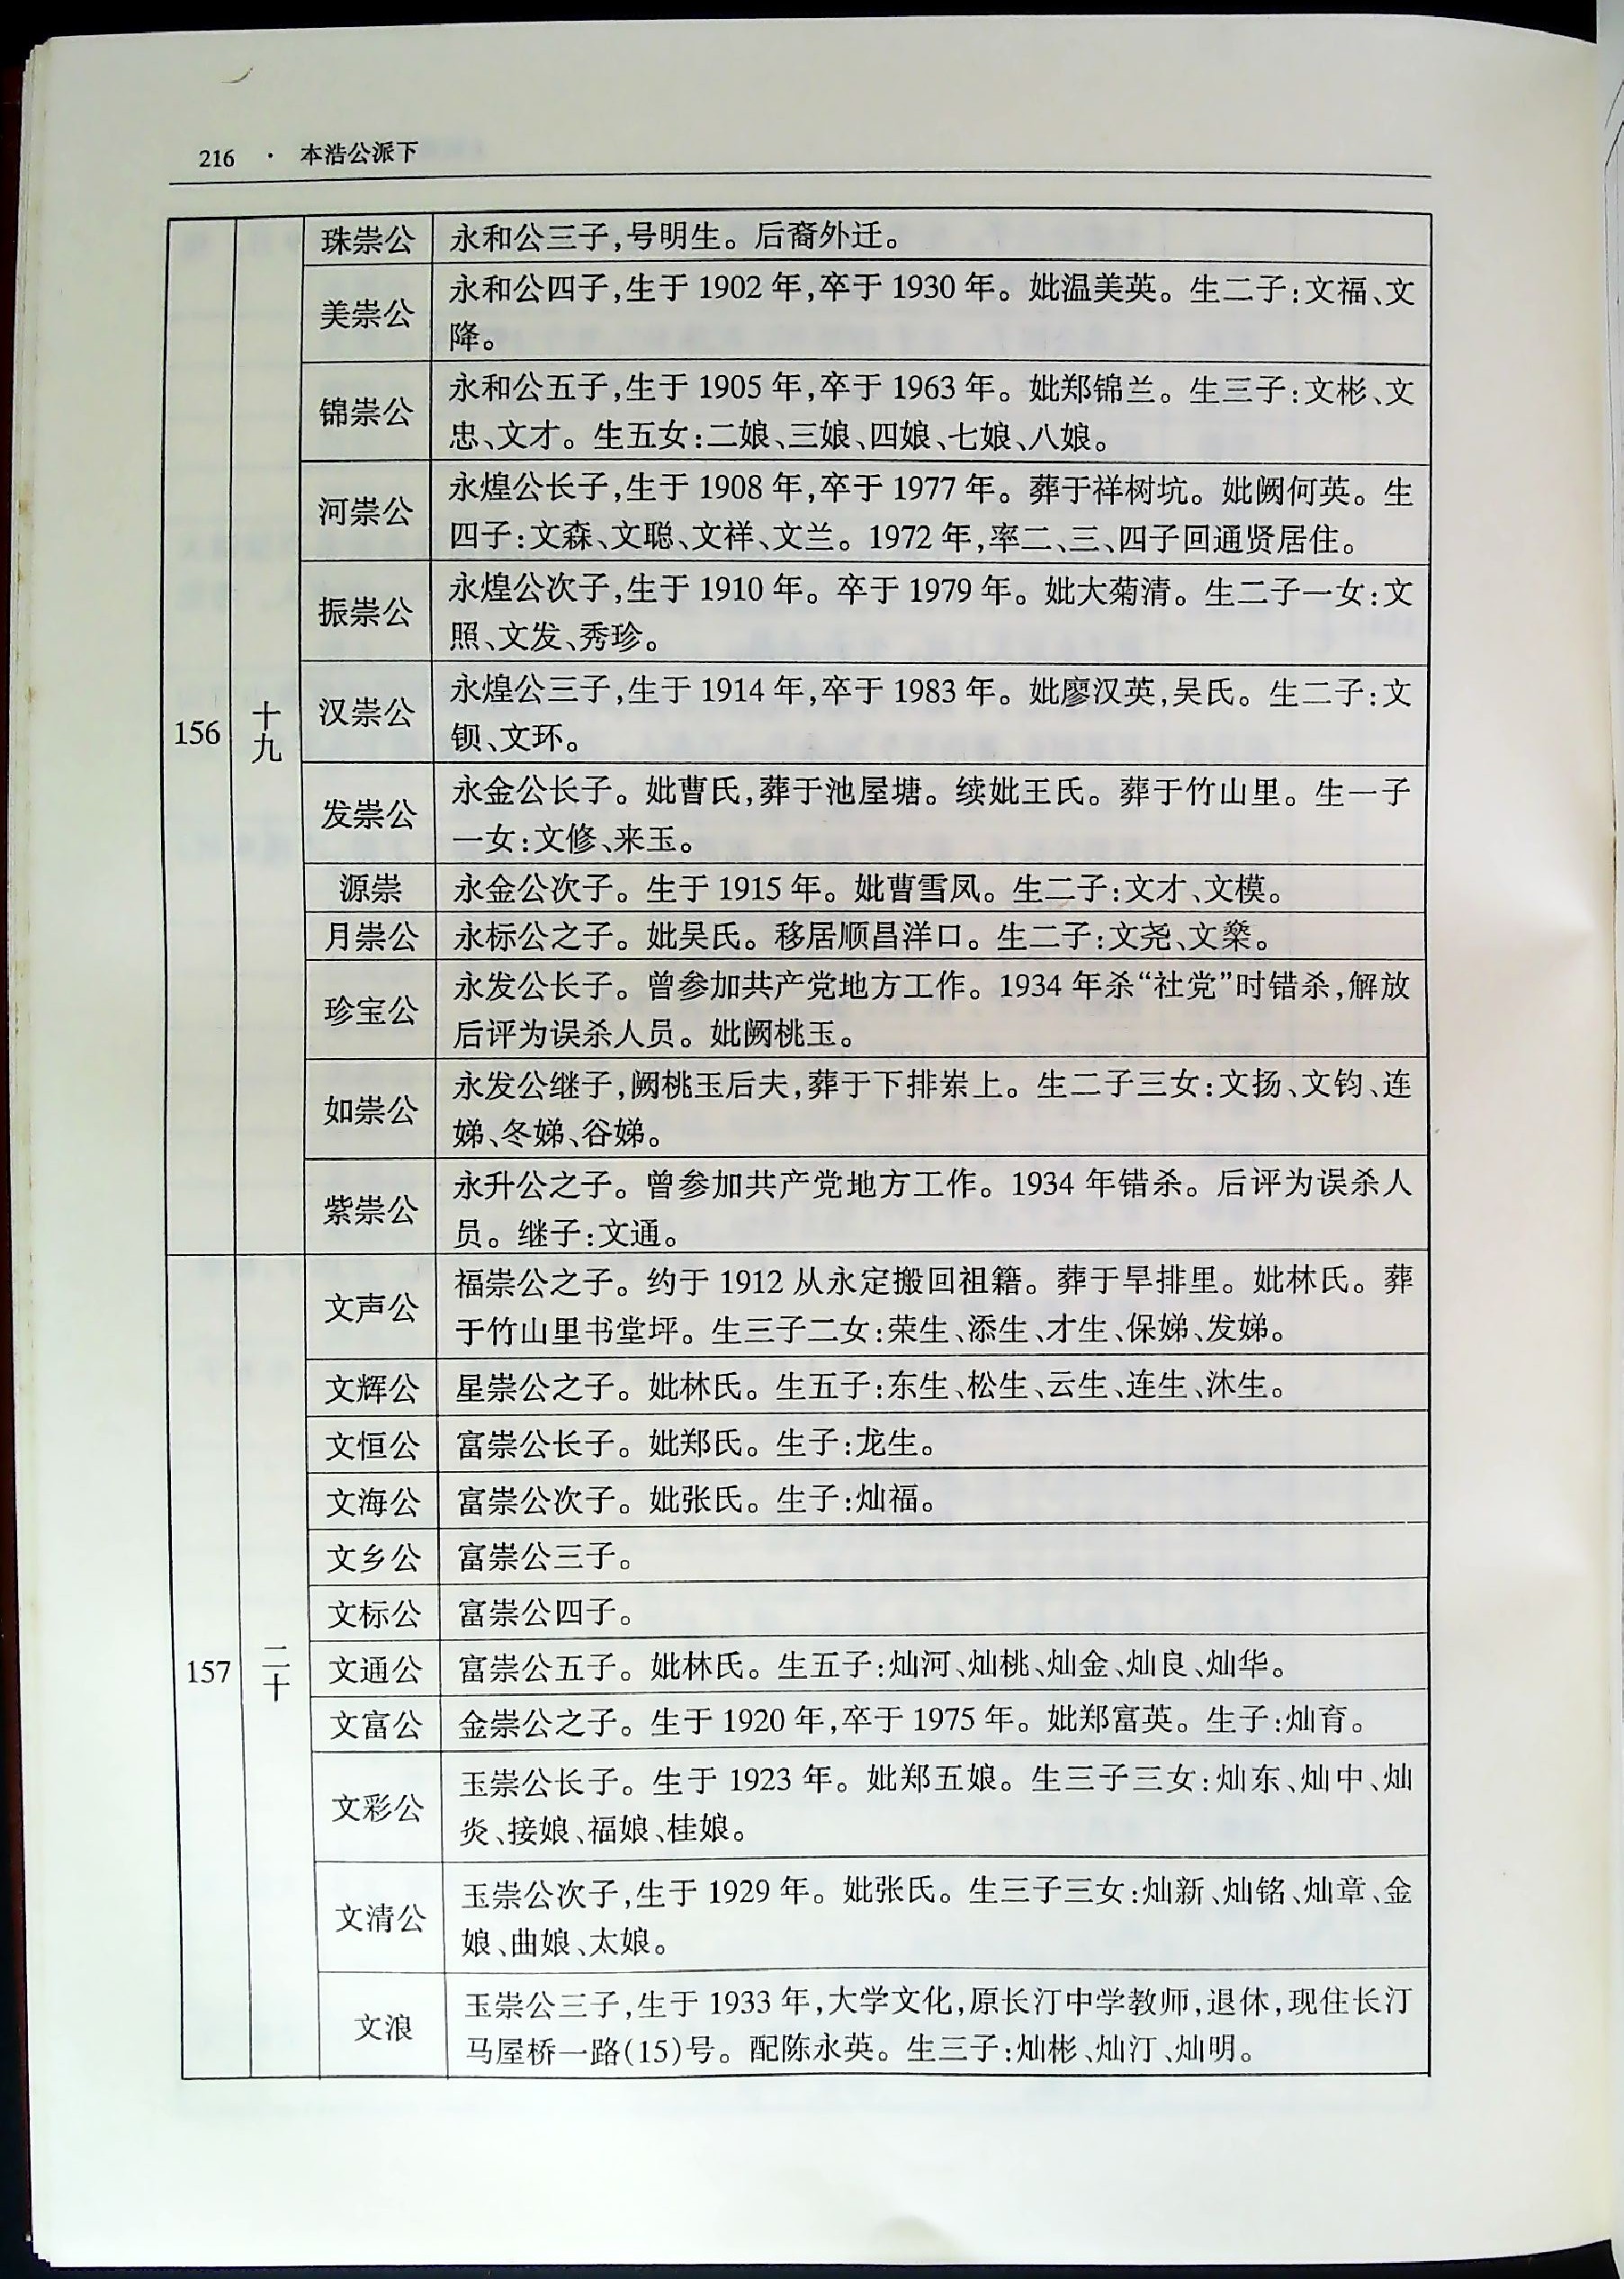 216 · 本浩公派下
珠崇公 永和公三子,号明生。后裔外迁。
美崇公 永和公四子,生于 1902 年,卒于 1930 年。妣温美英。生二子:文福、文
降。
锦崇公 永和公五子,生于 1905 年,卒于 1963 年。妣郑锦兰。生三子:文彬、文
忠、文才。生五女:二娘、三娘、四娘、七娘、八娘。
河崇公 永煌公长子,生于 1908 年,卒于 1977 年。葬于祥树坑。妣阙何英。生
四子:文森、文聪、文祥、文兰。1972 年,率二、三、四子回通贤居住。
振崇公 永煌公次子,生于 1910 年。卒于 1979 年。妣大菊清。生二子一女:文
照、文发、秀珍。
156 十九 汉崇公 永煌公三子,生于 1914 年,卒于 1983 年。妣廖汉英,吴氏。生二子:文
钡、文环。
发崇公 永金公长子。妣曹氏,葬于池屋塘。续妣王氏。葬于竹山里。生一子
一女:文修、来玉。
源崇 永金公次子。生于 1915 年。妣曹雪凤。生二子:文才、文模。
月崇公 永标公之子。妣吴氏。移居顺昌洋口。生二子:文尧、文燊。
珍宝公 永发公长子。曾参加共产党地方工作。1934 年杀“社党”时错杀,解放
后评为误杀人员。妣阙桃玉。
如崇公 永发公继子,阙桃玉后夫,葬于下排岽上。生二子三女:文扬、文钧、连
娣、冬娣、谷娣。
紫崇公 永升公之子。曾参加共产党地方工作。1934 年错杀。后评为误杀人
员。继子:文通。
文声公 福崇公之子。约于 1912 从永定搬回祖籍。葬于旱排里。妣林氏。葬
于竹山里书堂坪。生三子二女:荣生、添生、才生、保娣、发娣。
文辉公 星崇公之子。妣林氏。生五子:东生、松生、云生、连生、沐生。
文恒公 富崇公长子。妣郑氏。生子:龙生。
文海公 富崇公次子。妣张氏。生子:灿福。
文乡公 富崇公三子。
文标公 富崇公四子。
157 二十 文通公 富崇公五子。妣林氏。生五子:灿河、灿桃、灿金、灿良、灿华。
文富公 金崇公之子。生于 1920 年,卒于 1975 年。妣郑富英。生子:灿育。
文彩公 玉崇公长子。生于 1923 年。妣郑五娘。生三子三女:灿东、灿中、灿
炎、接娘、福娘、桂娘。
文清公 玉崇公次子,生于 1929 年。妣张氏。生三子三女:灿新、灿铭、灿章、金
娘、曲娘、太娘。
文浪 玉崇公三子,生于 1933 年,大学文化,原长汀中学教师,退休,现住长汀
马屋桥一路(15)号。配陈永英。生三子:灿彬、灿汀、灿明。